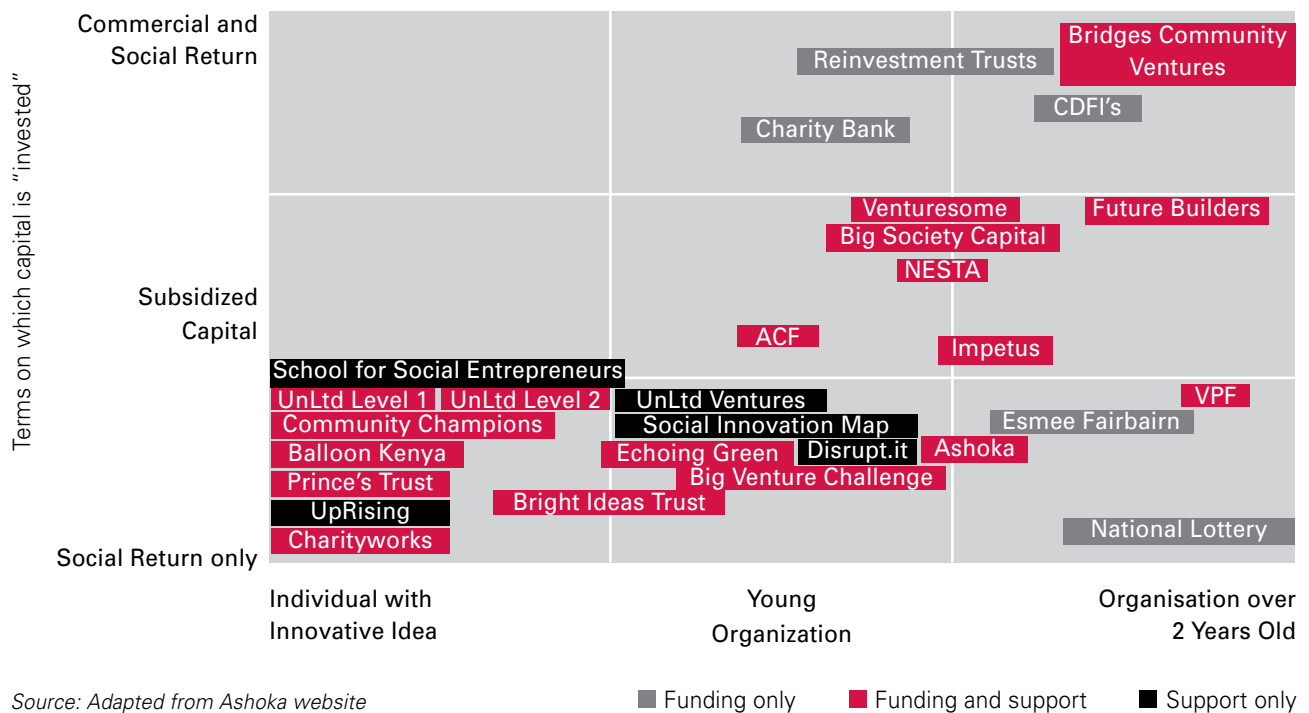 Terms on which capital is "invested"
Commercial and
Social Return
Bridges Community
Ventures
Reinvestment Trusts
CDFI's
Charity Bank
Subsidized
Capital
Venturesome
Future Builders
Big Society Capital
NESTA
ACF
Impetus
School for Social Entrepreneurs
UnLtd Level 1
UnLtd Level 2
UnLtd Ventures
VPF
Community Champions
Social Innovation Map
Esmee Fairbairn
Balloon Kenya
Echoing Green
Disrupt.it
Ashoka
Prince's Trust
Big Venture Challenge
Bright Ideas Trust
UpRising
Charityworks
National Lottery
Social Return only
Individual with
Innovative Idea
Young
Organization
Organisation over
2 Years Old
Source: Adapted from Ashoka website
Funding only
Funding and support
Support only